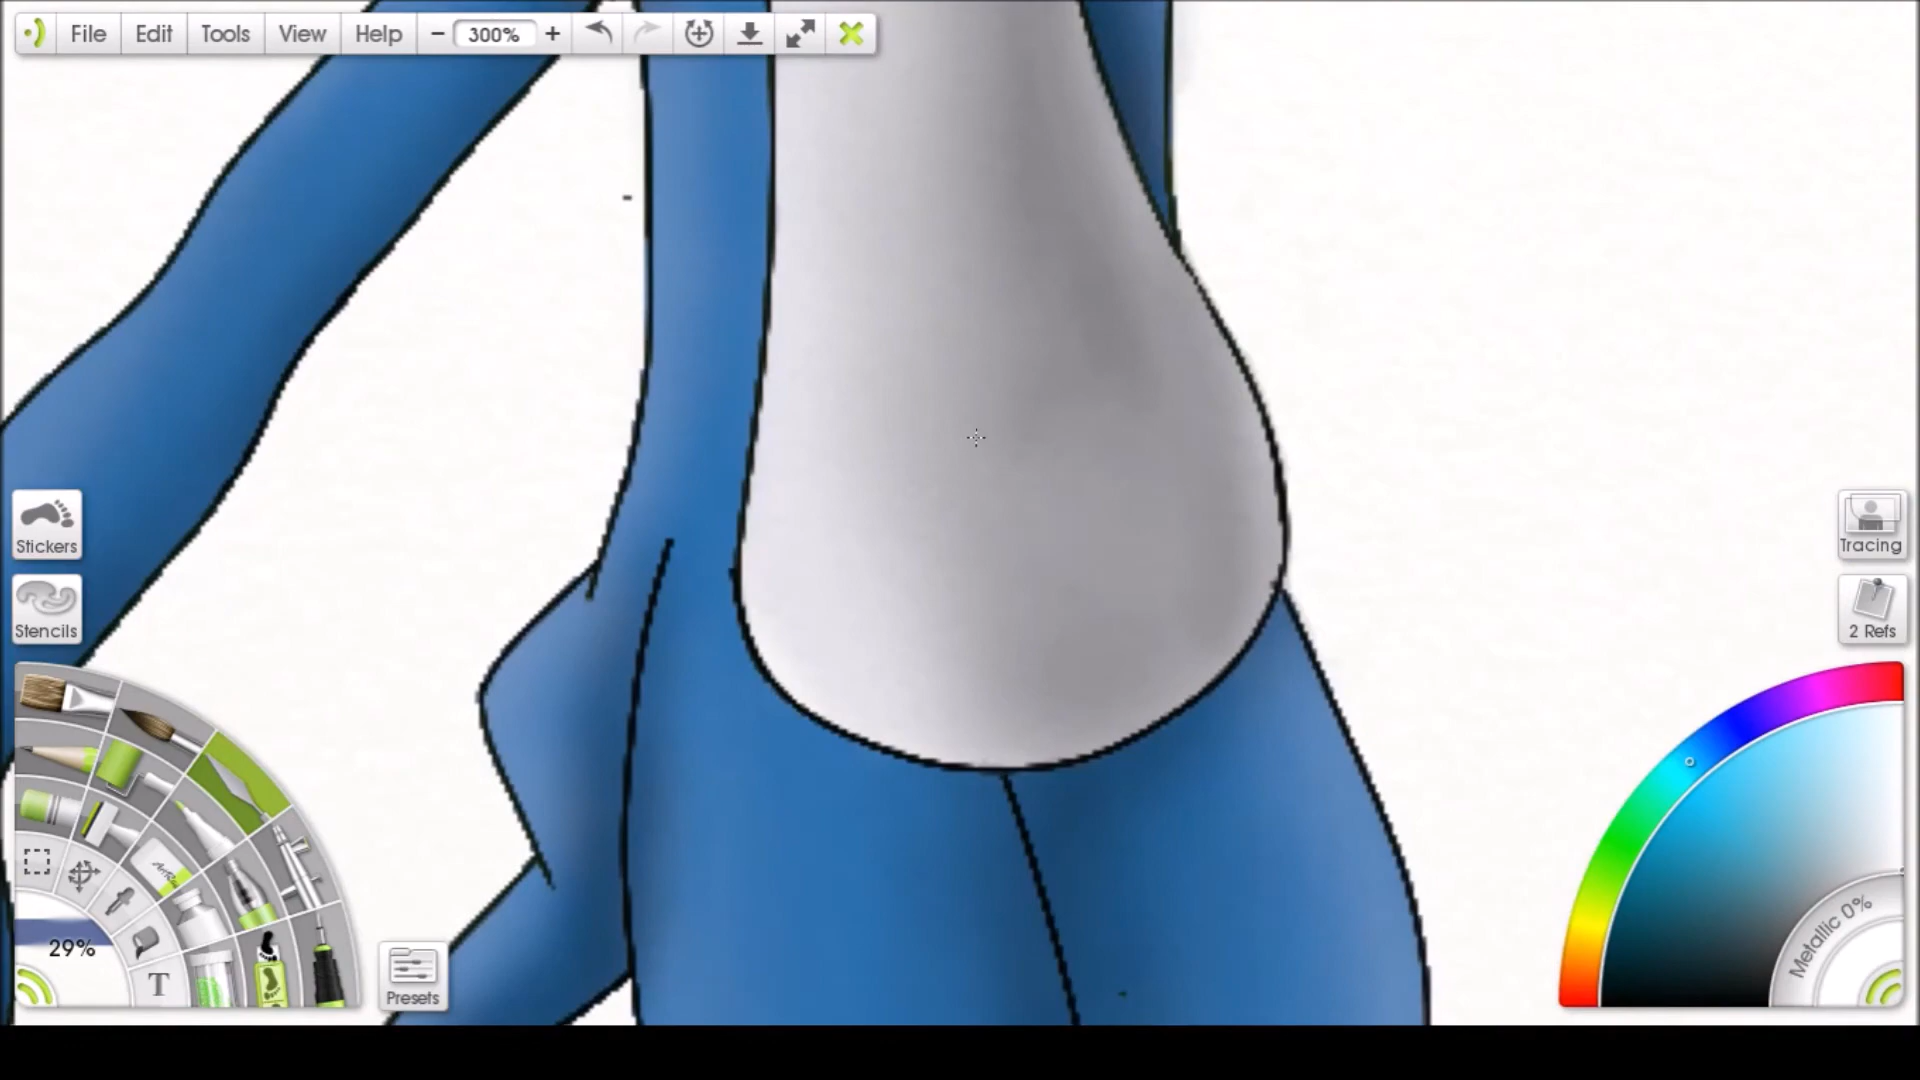 File Edit Tools View Help − 300% +
Stickers
Stencils
Tracing
2 Refs
29%
T
Presets
Metallic 0%